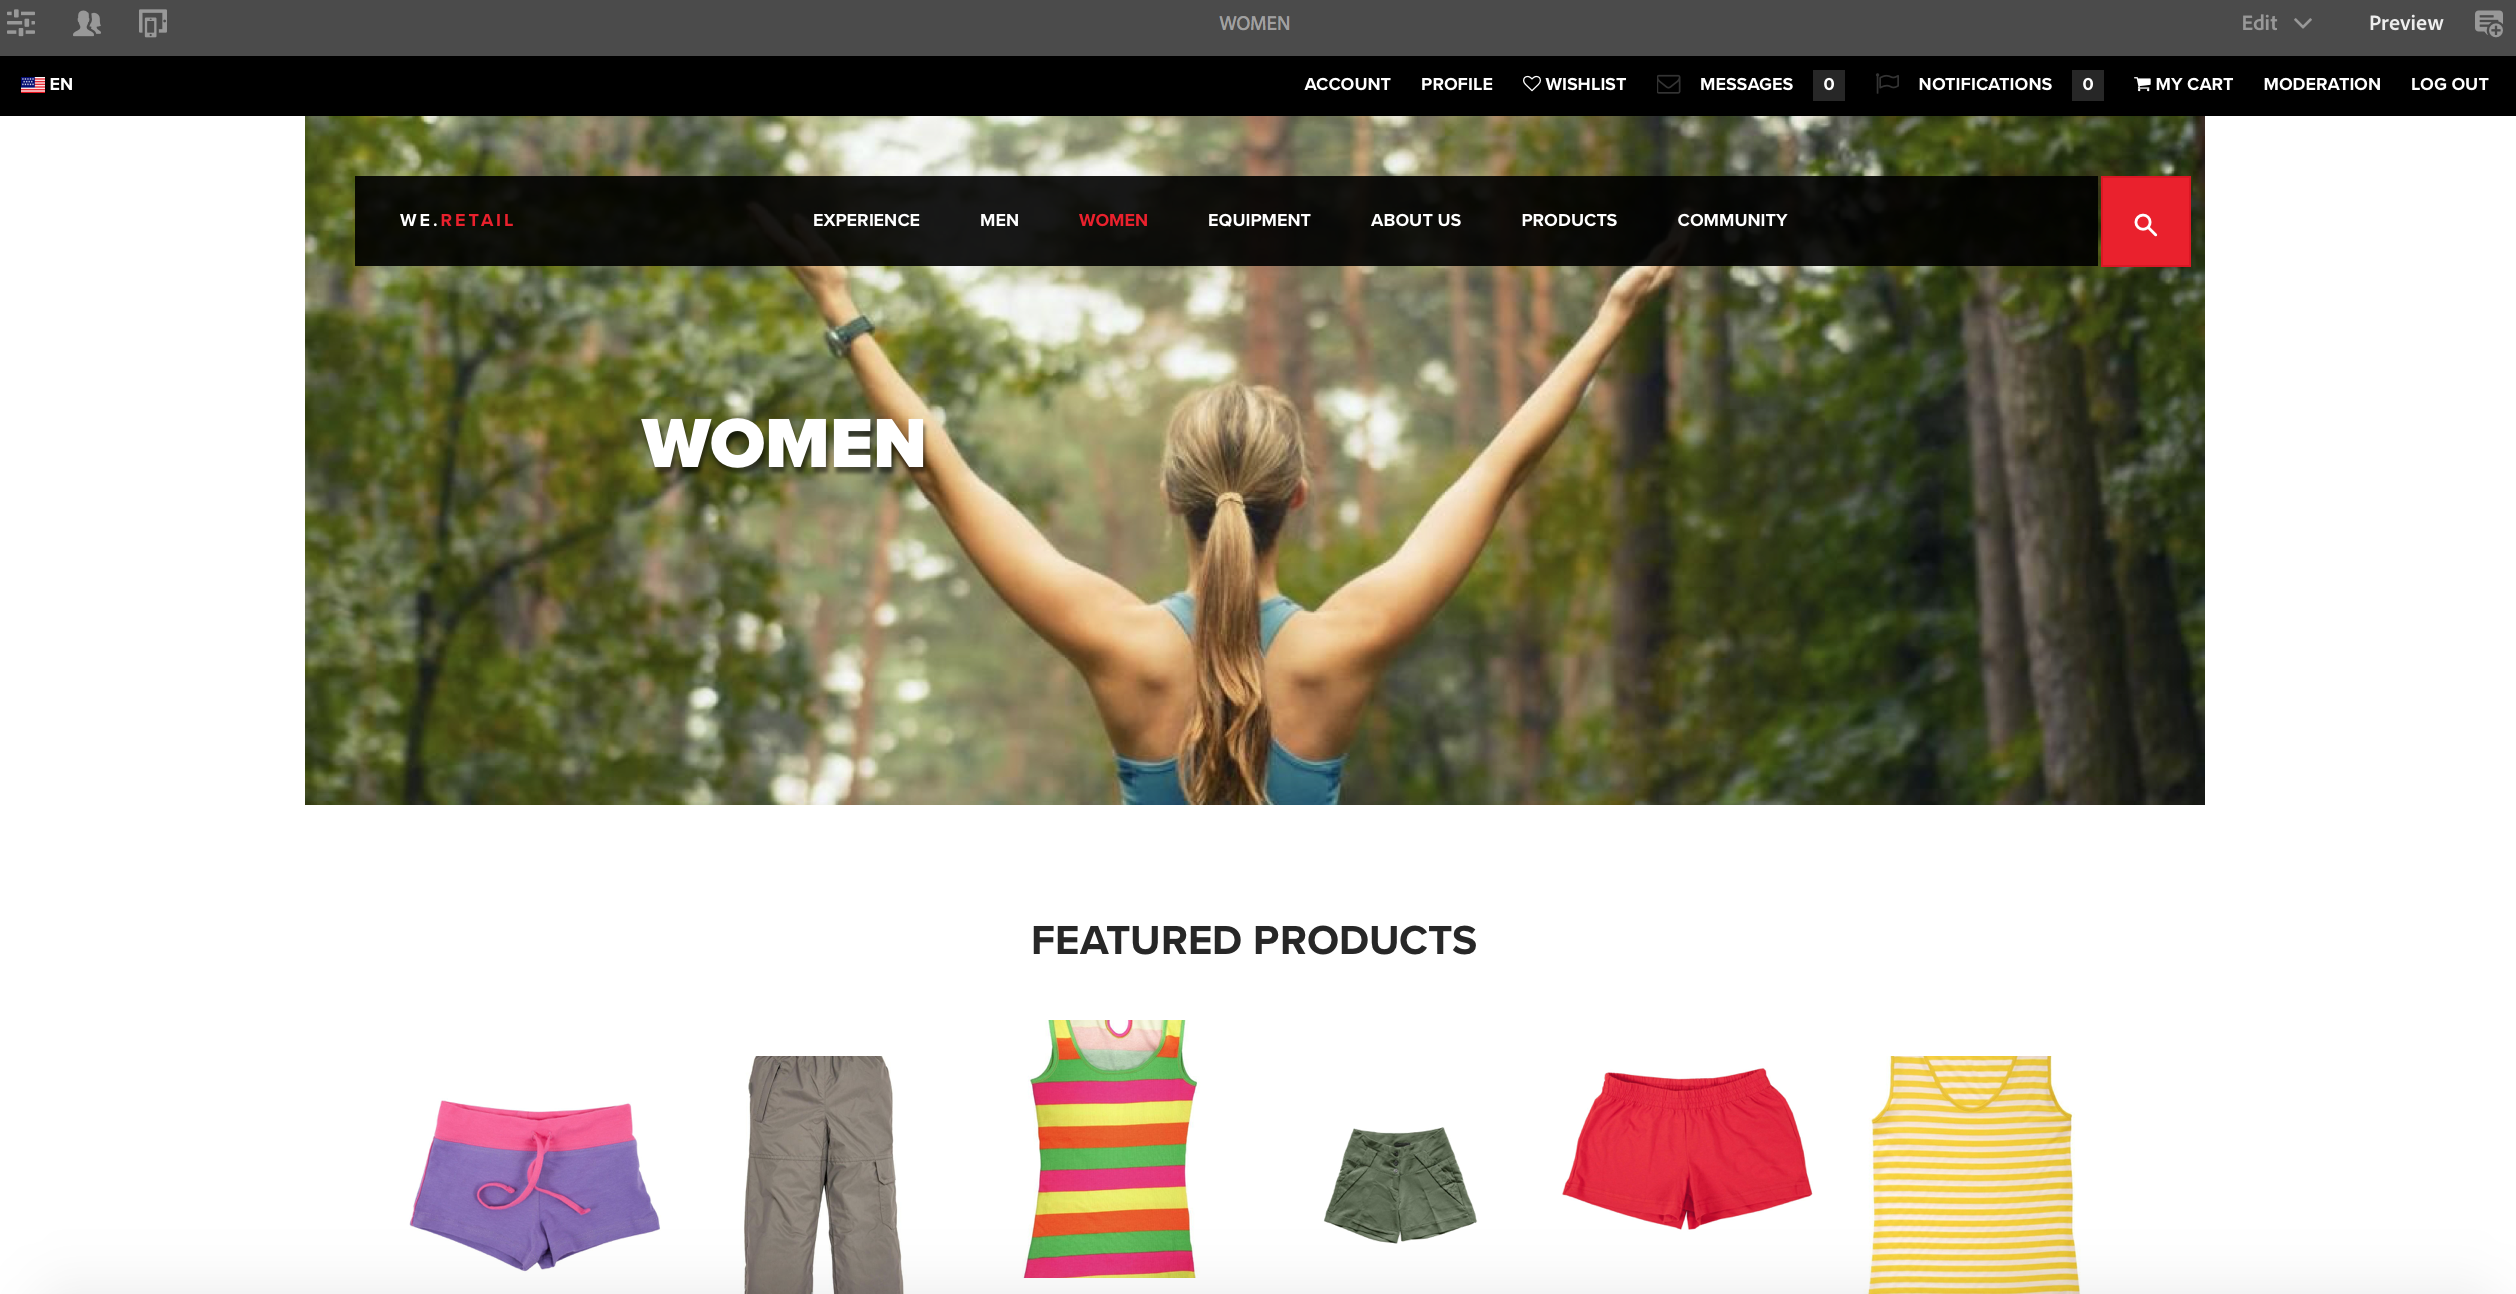 WOMEN
Edit
Preview
EN
ACCOUNT PROFILE WISHLIST MESSAGES 0 NOTIFICATIONS 0 MY CART MODERATION LOG OUT
WE.RETAIL EXPERIENCE MEN WOMEN EQUIPMENT ABOUT US PRODUCTS COMMUNITY
WOMEN
FEATURED PRODUCTS